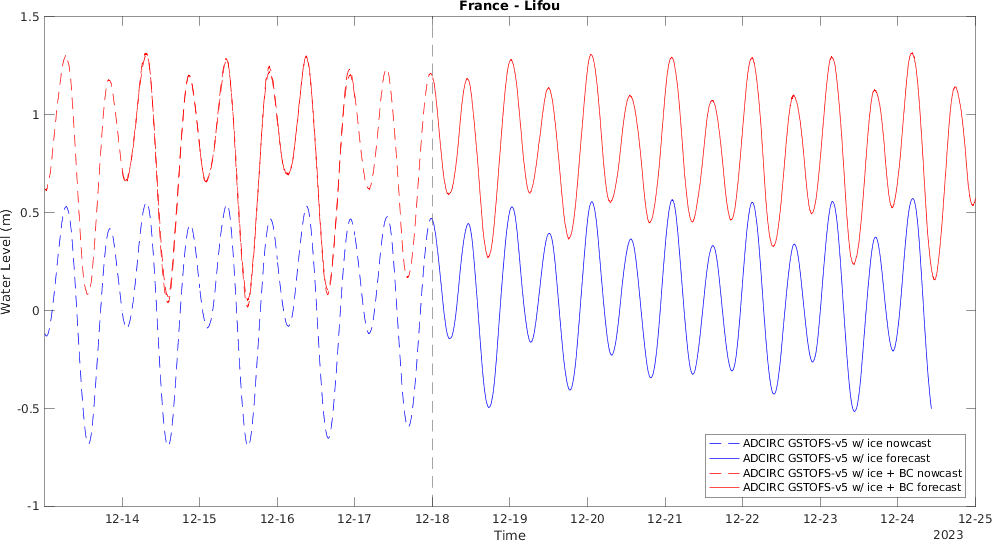 France - Lifou
1.5
1
0.5
0
-0.5
-1
Water Level (m)
12-14 12-15 12-16 12-17 12-18 12-19 12-20 12-21 12-22 12-23 12-24 12-25
Time
2023
ADCIRC GSTOFS-v5 w/ ice nowcast
ADCIRC GSTOFS-v5 w/ ice forecast
ADCIRC GSTOFS-v5 w/ ice + BC nowcast
ADCIRC GSTOFS-v5 w/ ice + BC forecast